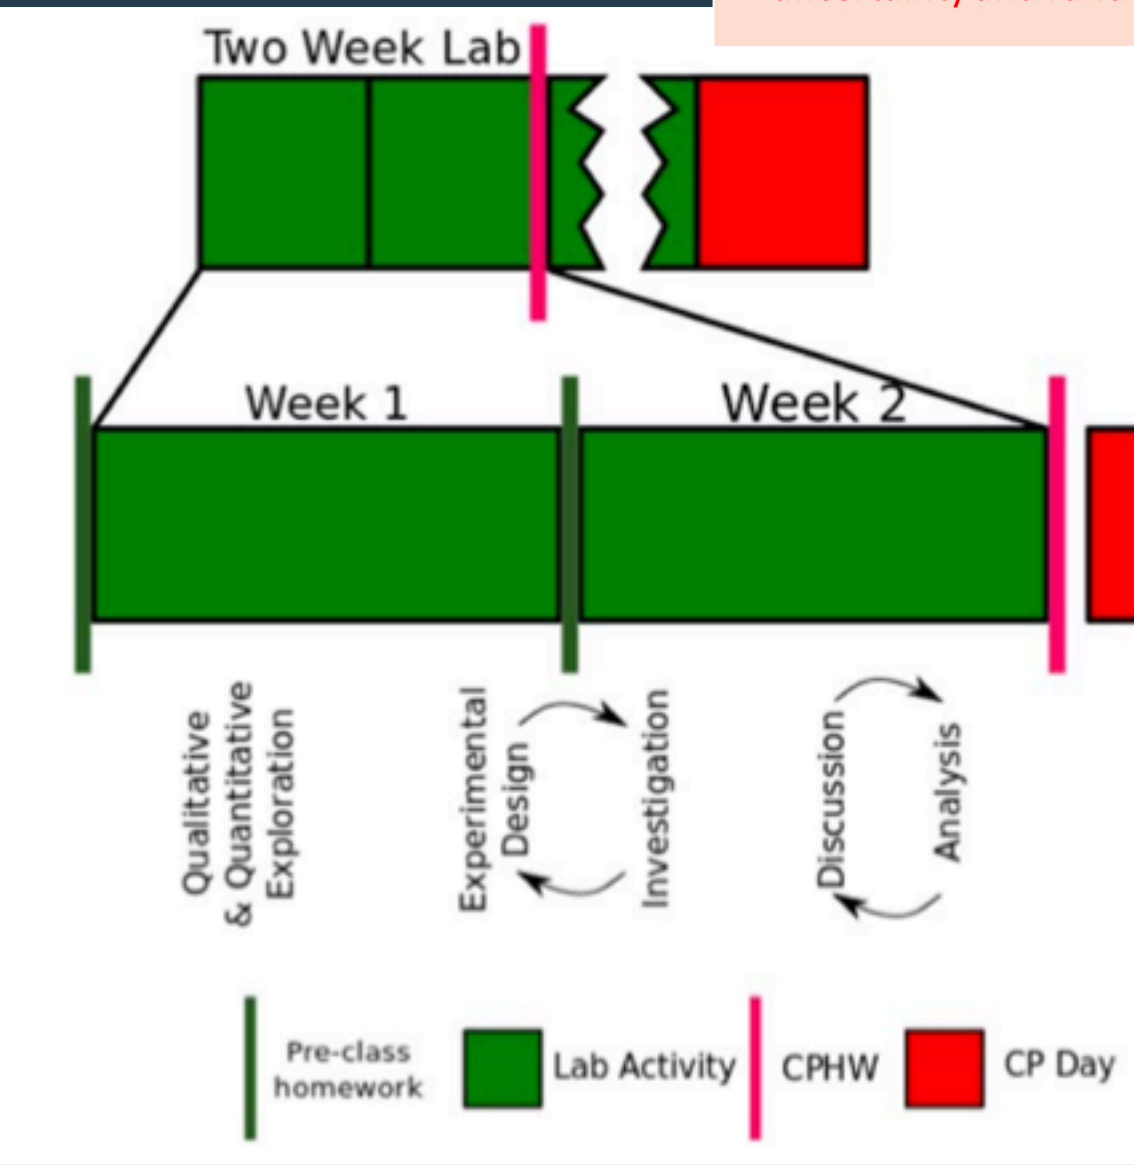 Two Week Lab
Week 1
Week 2
Qualitative
& Quantitative
Exploration
Experimental
Design
Investigation
Discussion
Analysis
Pre-class
homework
Lab Activity
CPHW
CP Day